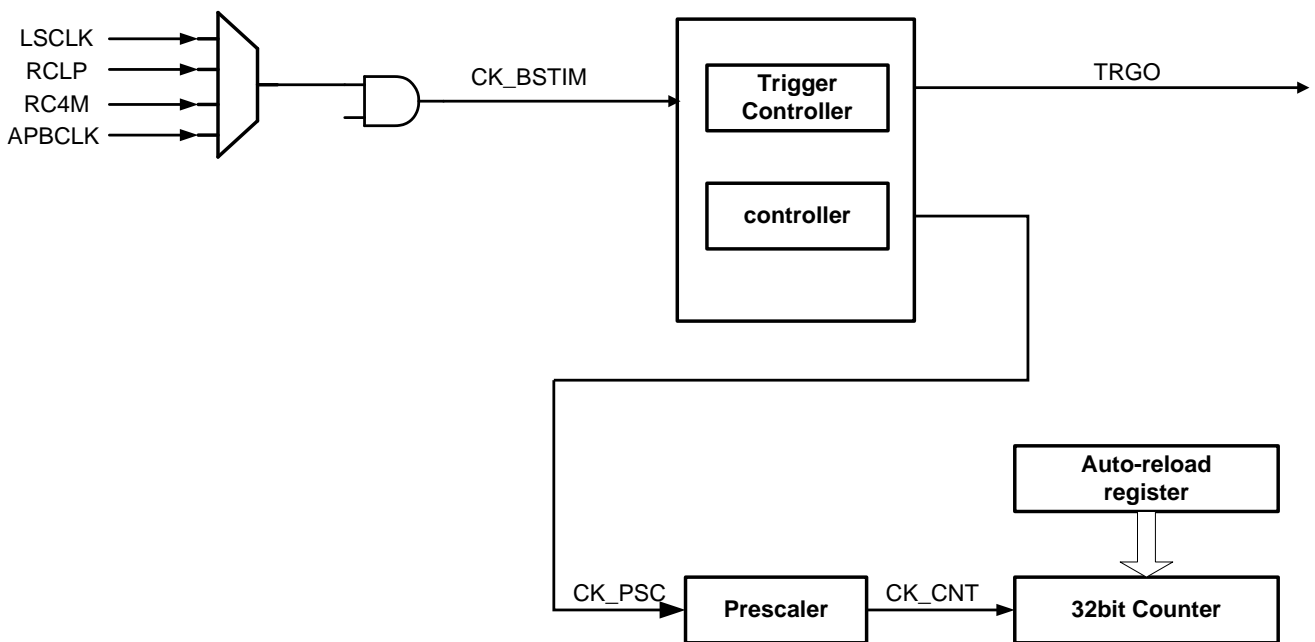 LSCLK
RCLP
RC4M
APBCLK
CK_BSTIM
Trigger
Controller
TRGO
controller
Auto-reload
register
CK_PSC
Prescaler
CK_CNT
32bit Counter